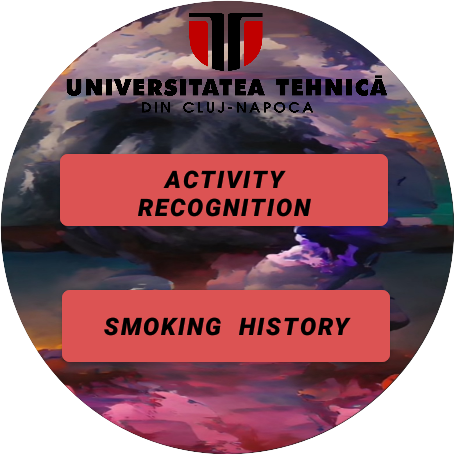 UNIVERSITATEA TEHNICĂ
DIN CLUJ-NAPOCA
ACTIVITY
RECOGNITION
SMOKING HISTORY